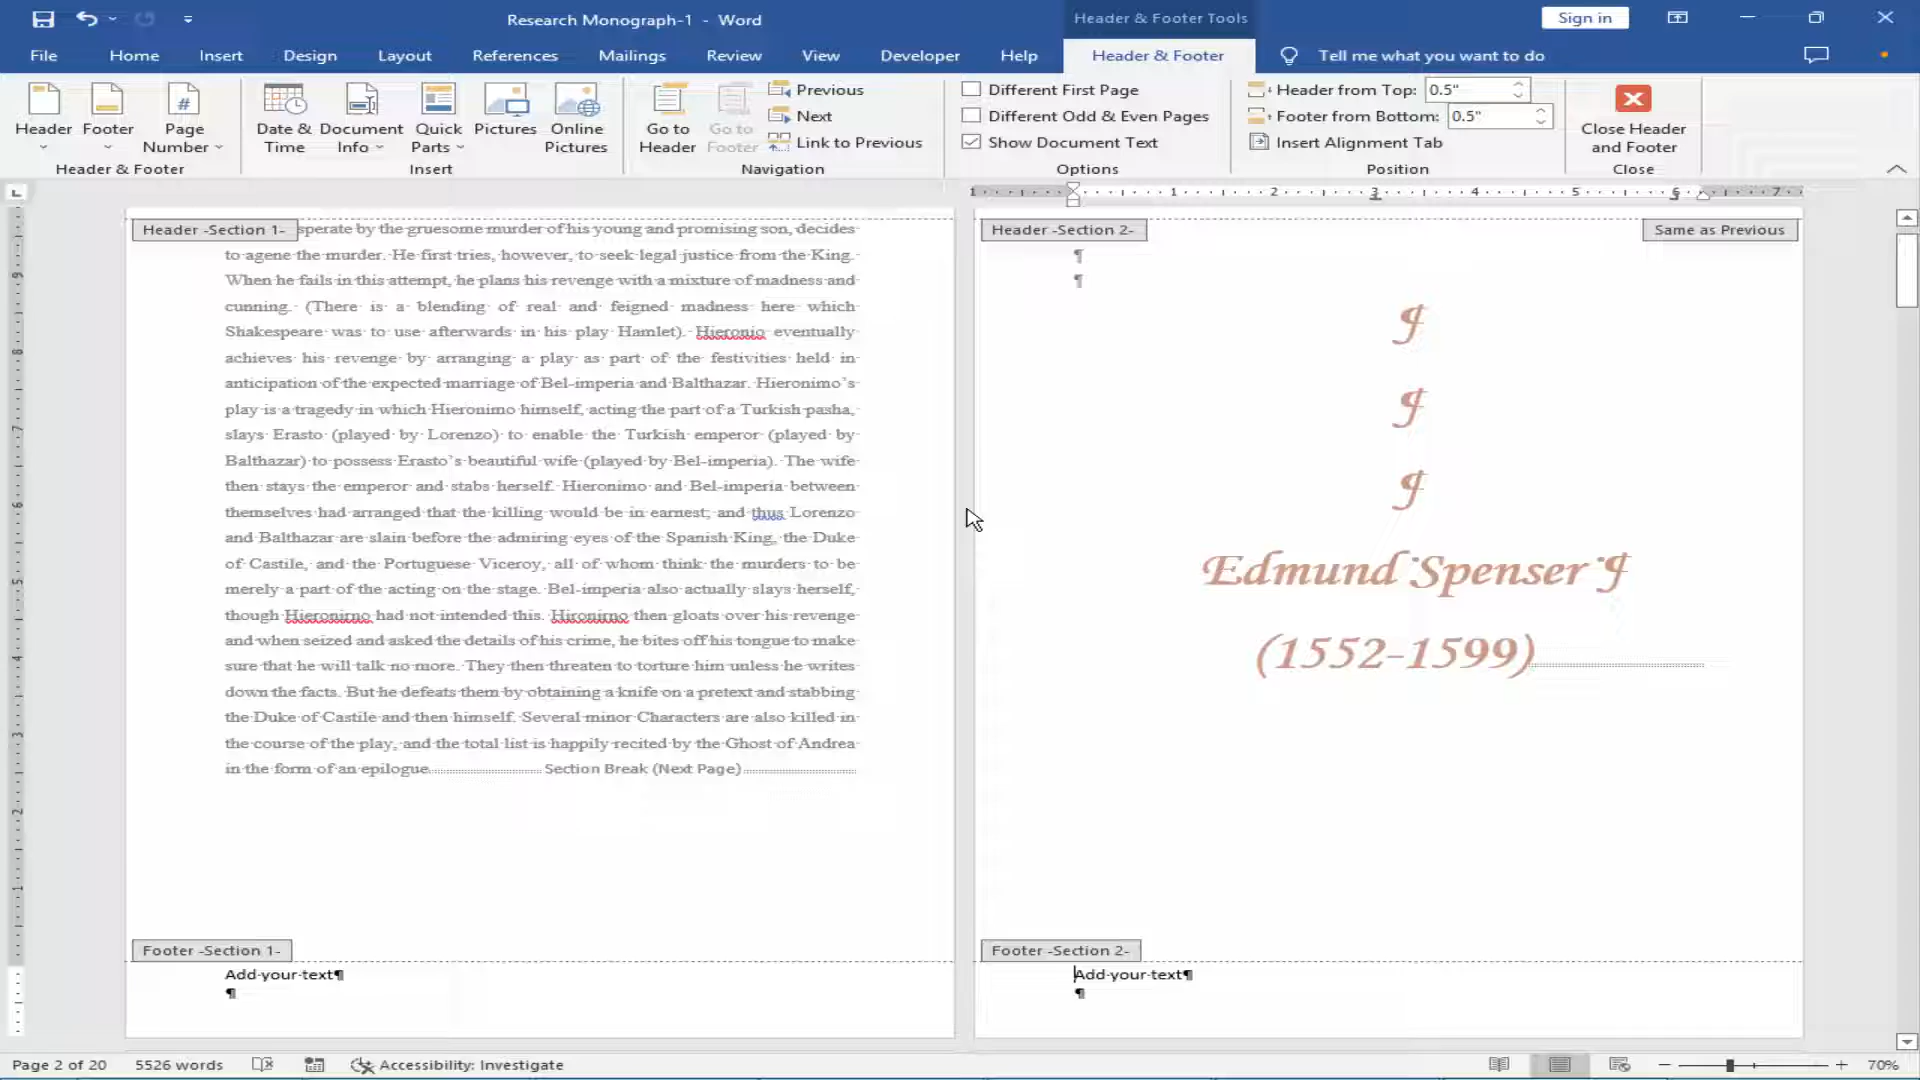 Research Monograph-1 - Word
Header & Footer Tools
Sign in
File
Home
Insert
Design
Layout
References
Mailings
Review
View
Developer
Help
Header & Footer
Tell me what you want to do
Header
Footer
# Page Number
Header & Footer
Date & Time
Document Info
Quick Parts
Pictures
Online Pictures
Insert
Go to Header
Go to Footer
Previous
Next
Link to Previous
Navigation
Different First Page
Different Odd & Even Pages
Show Document Text
Options
Header from Top: 0.5"
Footer from Bottom: 0.5"
Insert Alignment Tab
Position
Close Header and Footer
Close
L
1 1 2 3 4 5 6 7
9
8
7
6
5
4
3
2
1
Header -Section 1-
sperate by the gruesome murder of his young and promising son, decides
to agene the murder. He first tries, however, to seek legal justice from the King.
When he fails in this attempt, he plans his revenge with a mixture of madness and
cunning. (There is a blending of real and feigned madness here which
Shakespeare was to use afterwards in his play Hamlet). Hieronio eventually
achieves his revenge by arranging a play as part of the festivities held in
anticipation of the expected marriage of Bel-imperia and Balthazar. Hieronimo's
play is a tragedy in which Hieronimo himself, acting the part of a Turkish pasha,
slays Erasto (played by Lorenzo) to enable the Turkish emperor (played by
Balthazar) to possess Erasto's beautiful wife (played by Bel-imperia). The wife
then stays the emperor and stabs herself. Hieronimo and Bel-imperia between
themselves had arranged that the killing would be in earnest; and thus Lorenzo
and Balthazar are slain before the admiring eyes of the Spanish King, the Duke
of Castile, and the Portuguese Viceroy, all of whom think the murders to be
merely a part of the acting on the stage. Bel-imperia also actually slays herself,
though Hieronirno had not intended this. Hironirno then gloats over his revenge
and when seized and asked the details of his crime, he bites off his tongue to make
sure that he will talk no more. They then threaten to torture him unless he writes
down the facts. But he defeats them by obtaining a knife on a pretext and stabbing
the Duke of Castile and then himself. Several minor Characters are also killed in
the course of the play, and the total list is happily recited by the Ghost of Andrea
in the form of an epilogue. Section Break (Next Page)
Footer -Section 1-
Add your text¶
¶
Header -Section 2-
Same as Previous
¶
¶
¶
¶
¶
Edmund Spenser ¶
(1552-1599)
Footer -Section 2-
Add your text¶
¶
Page 2 of 20
5526 words
Accessibility: Investigate
70%